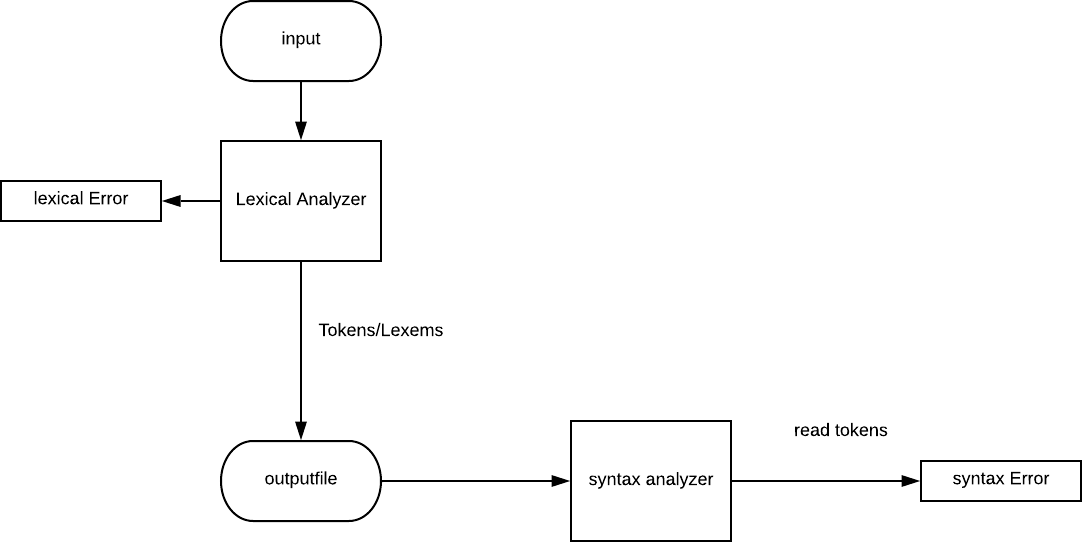 input
lexical Error
Lexical Analyzer
Tokens/Lexems
outputfile
syntax analyzer
read tokens
syntax Error